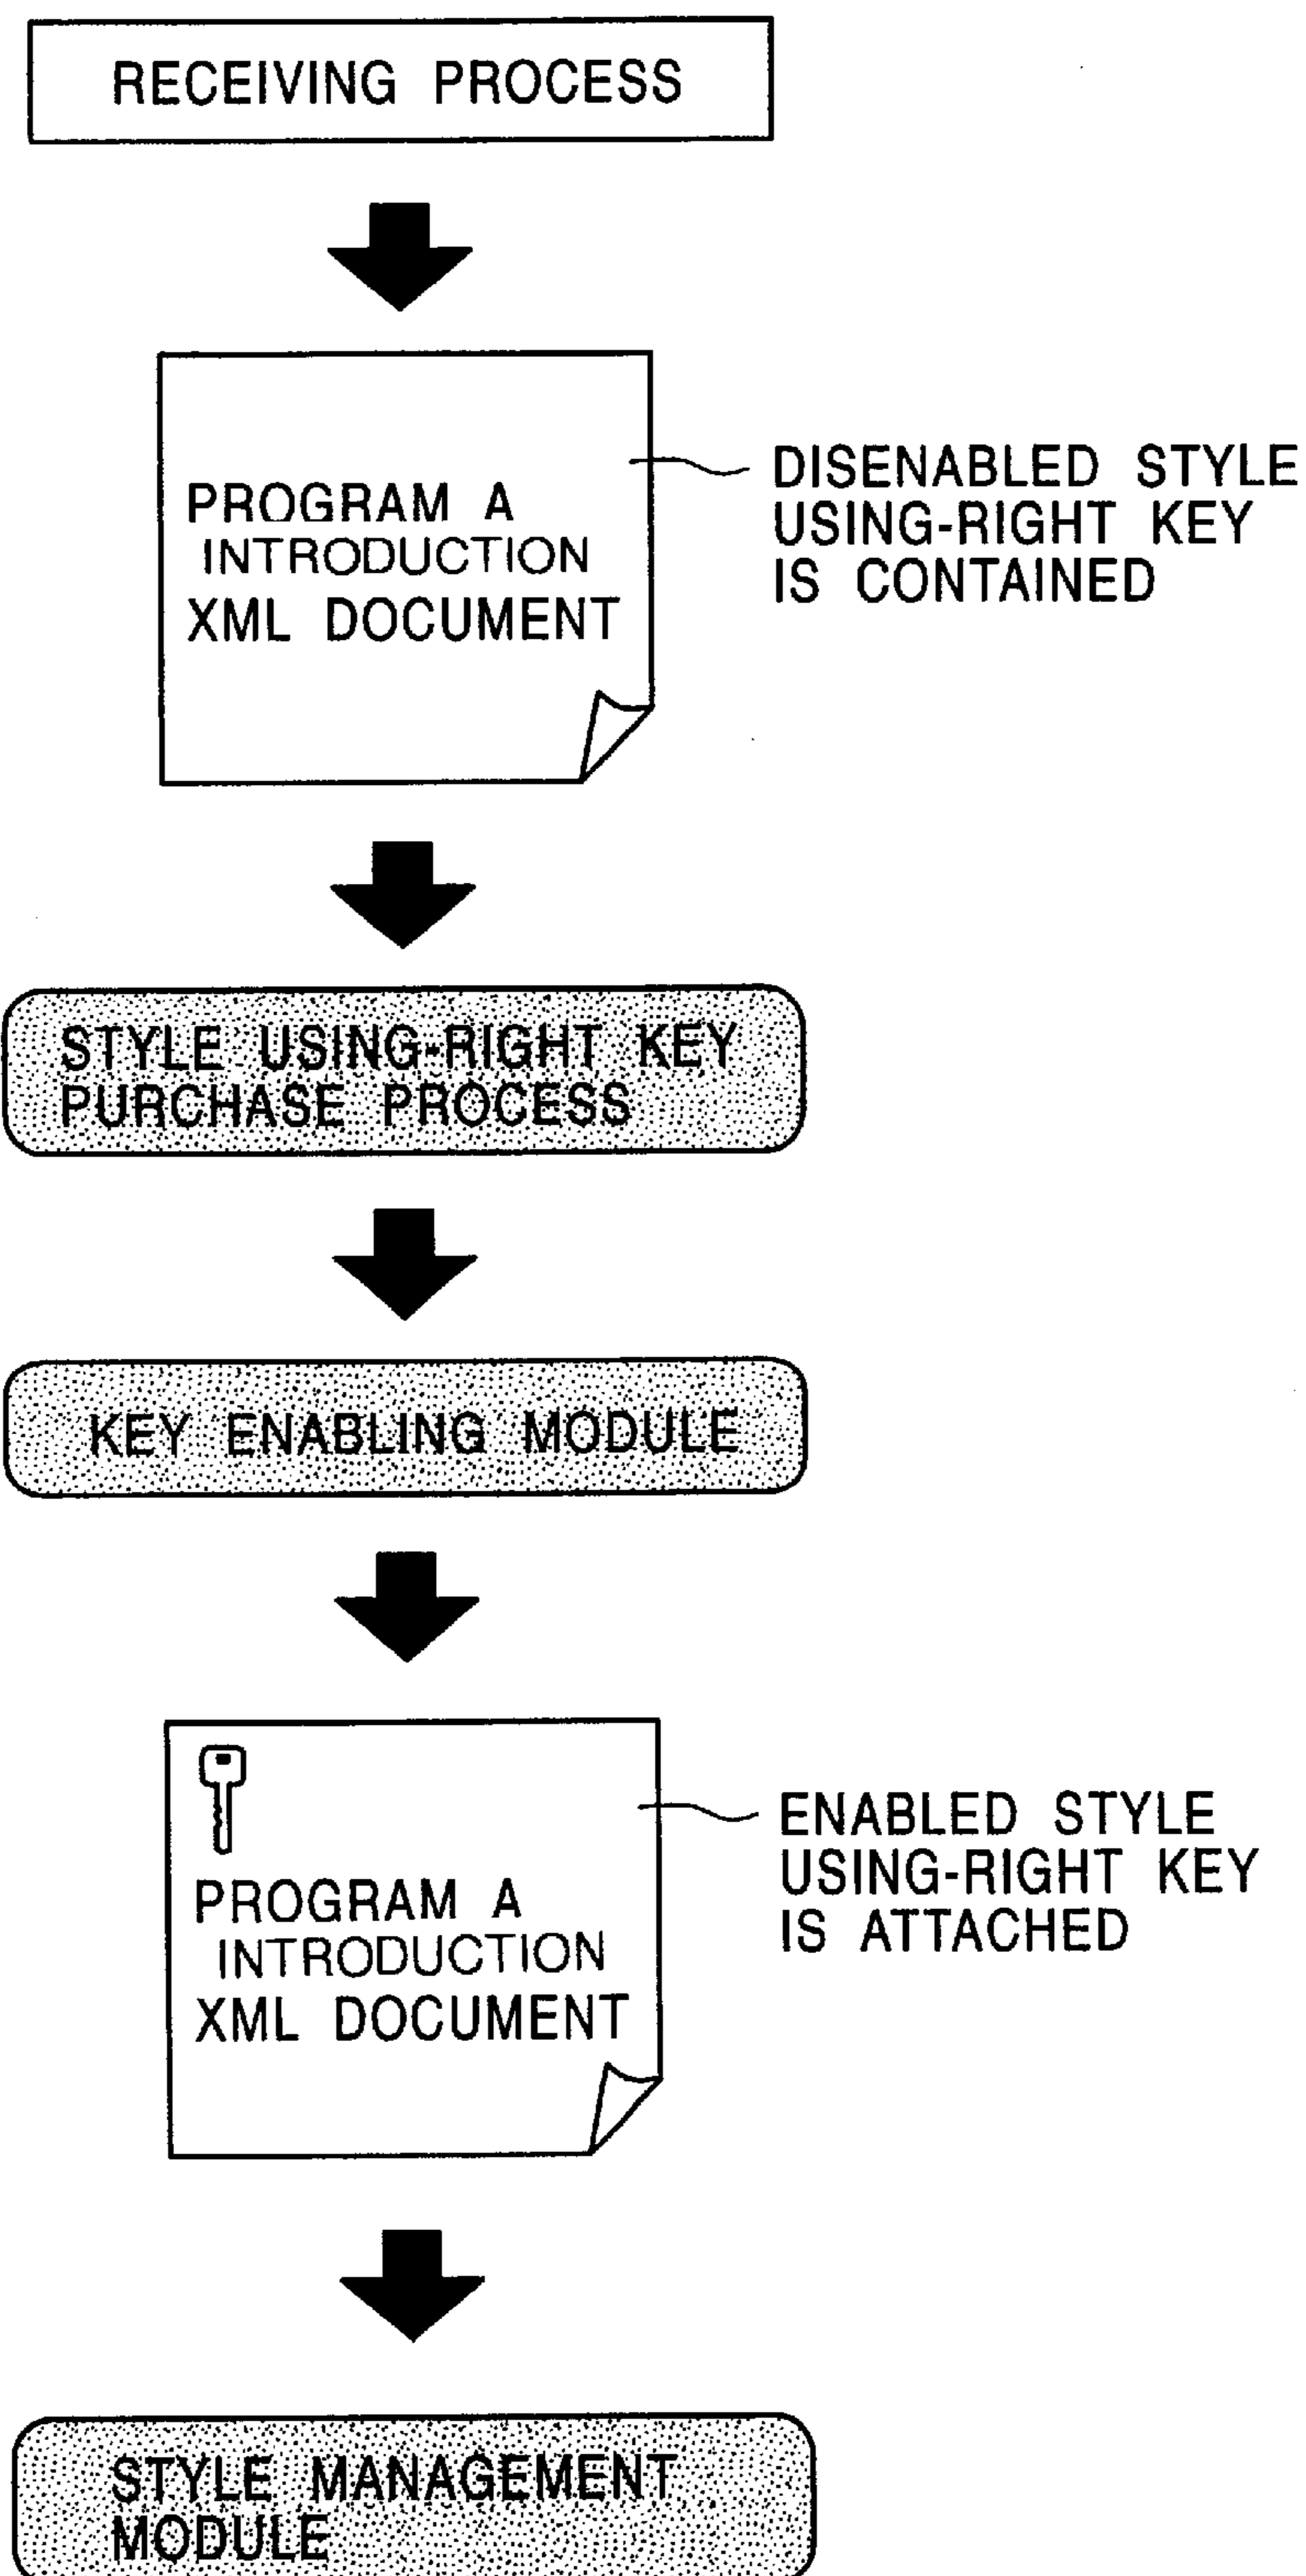 RECEIVING PROCESS
PROGRAM A
INTRODUCTION
XML DOCUMENT
DISENABLED STYLE
USING-RIGHT KEY
IS CONTAINED
STYLE USING-RIGHT KEY
PURCHASE PROCESS
KEY ENABLING MODULE
PROGRAM A
INTRODUCTION
XML DOCUMENT
ENABLED STYLE
USING-RIGHT KEY
IS ATTACHED
STYLE MANAGEMENT
MODULE